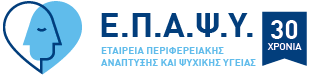 Ε.Π.Α.Ψ.Υ.
ΕΤΑΙΡΕΙΑ ΠΕΡΙΦΕΡΕΙΑΚΗΣ
ΑΝΑΠΤΥΞΗΣ ΚΑΙ ΨΥΧΙΚΗΣ ΥΓΕΙΑΣ
30
ΧΡΟΝΙΑ